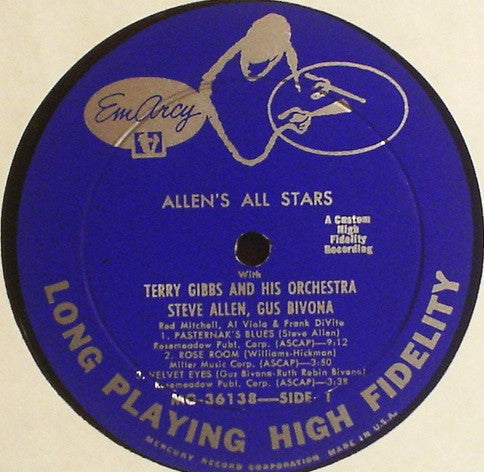 EmArcy
ALLEN'S ALL STARS
A Custom
High
Fidelity
Recording
With
TERRY GIBBS AND HIS ORCHESTRA
STEVE ALLEN, GUS BIVONA
Red Mitchell, Al Viola & Frank DiVito
1. PASTERNAK'S BLUES (Steve Allen)
Rosemeadow Publ. Corp. (ASCAP)—9:12
2. ROSE ROOM (Williams-Hickman)
Miller Music Corp. (ASCAP)—3:50
3. VELVET EYES (Gus Bivona-Ruth Robin Bivona)
Rosemeadow Publ. Corp. (ASCAP)—3:38
MG-36138—SIDE 1
LONG PLAYING HIGH FIDELITY
MERCURY RECORD CORPORATION MADE IN U.S.A.